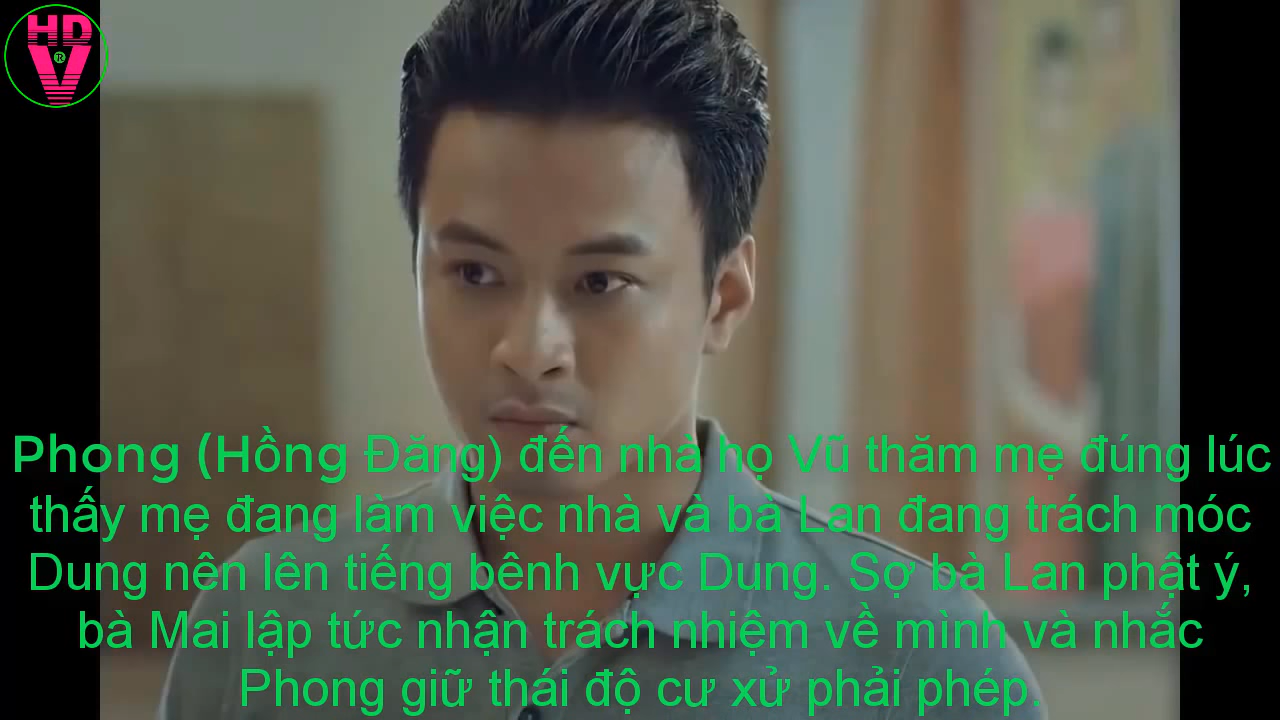 HD
V
®
Phong (Hồng Đăng) đến nhà họ Vũ thăm mẹ đúng lúc
thấy mẹ đang làm việc nhà và bà Lan đang trách móc
Dung nên lên tiếng bênh vực Dung. Sợ bà Lan phật ý,
bà Mai lập tức nhận trách nhiệm về mình và nhắc
Phong giữ thái độ cư xử phải phép.